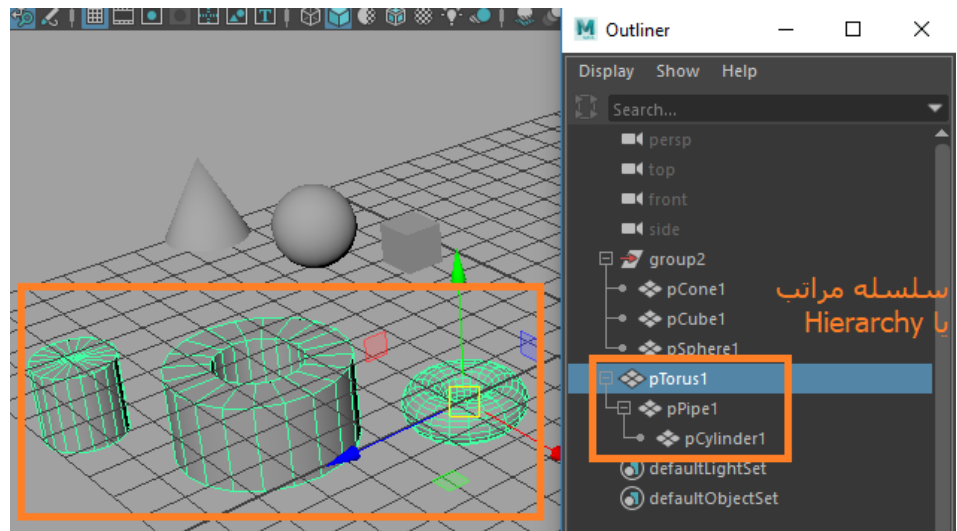 Outliner
Display Show Help
Search...
persp
top
front
side
group2
pCone1
pCube1
pSphere1
سلسله مراتب
یا Hierarchy
pTorus1
pPipe1
pCylinder1
defaultLightSet
defaultObjectSet